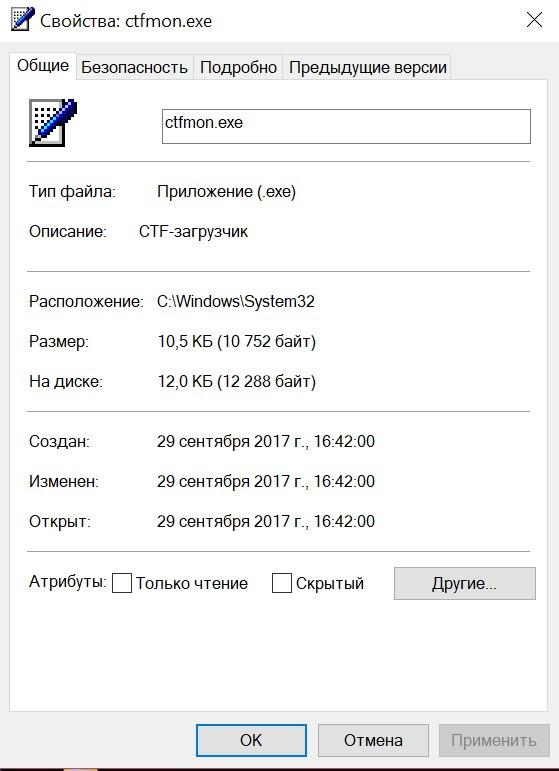 Свойства: ctfmon.exe
Общие Безопасность Подробно Предыдущие версии
ctfmon.exe
Тип файла: Приложение (.exe)
Описание: CTF-загрузчик
Расположение: C:\Windows\System32
Размер: 10,5 КБ (10 752 байт)
На диске: 12,0 КБ (12 288 байт)
Создан: 29 сентября 2017 г., 16:42:00
Изменен: 29 сентября 2017 г., 16:42:00
Открыт: 29 сентября 2017 г., 16:42:00
Атрибуты: Только чтение Скрытый Другие...
OK Отмена Применить